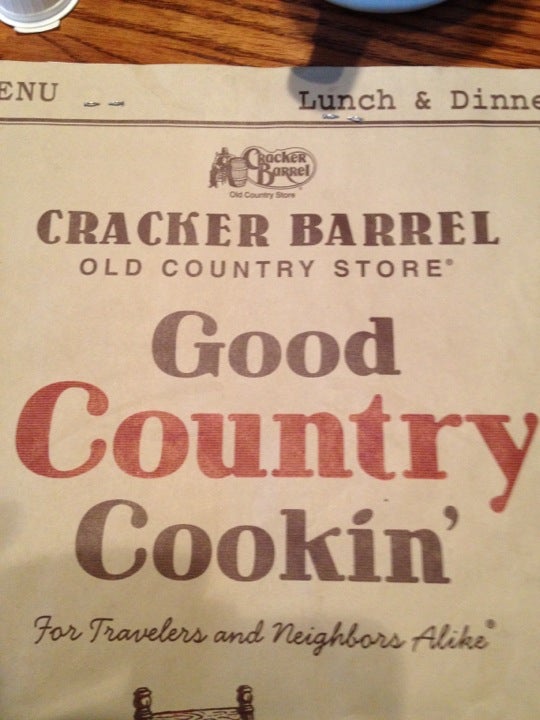 ENU
Lunch & Dinne
Cracker
Barrel
Old Country Store
CRACKER BARREL
OLD COUNTRY STORE®
Good
Country
Cookin'
For Travelers and Neighbors Alike®